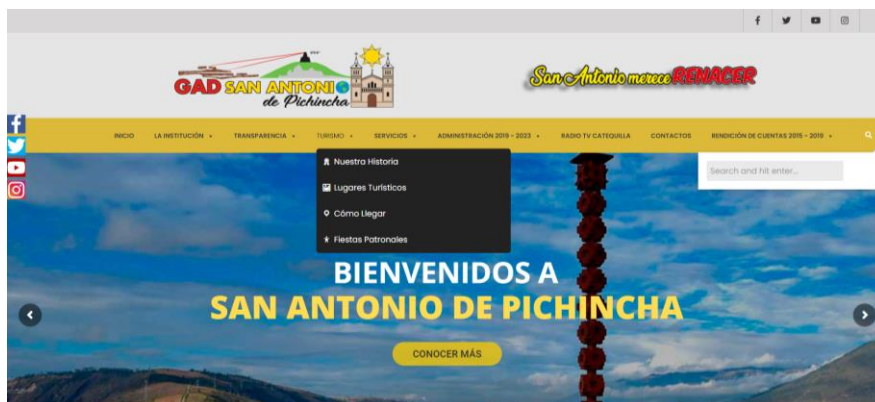 GAD SAN ANTONIO
de Pichincha
San Antonio merece RENACER
INICIO LA INSTITUCIÓN TRANSPARENCIA TURISMO SERVICIOS ADMINISTRACIÓN 2019 - 2023 RADIO TV CATEQUILLA CONTACTOS RENDICIÓN DE CUENTAS 2015 - 2019
Search and hit enter...
Nuestra Historia
Lugares Turísticos
Cómo Llegar
Fiestas Patronales
BIENVENIDOS A
SAN ANTONIO DE PICHINCHA
CONOCER MÁS